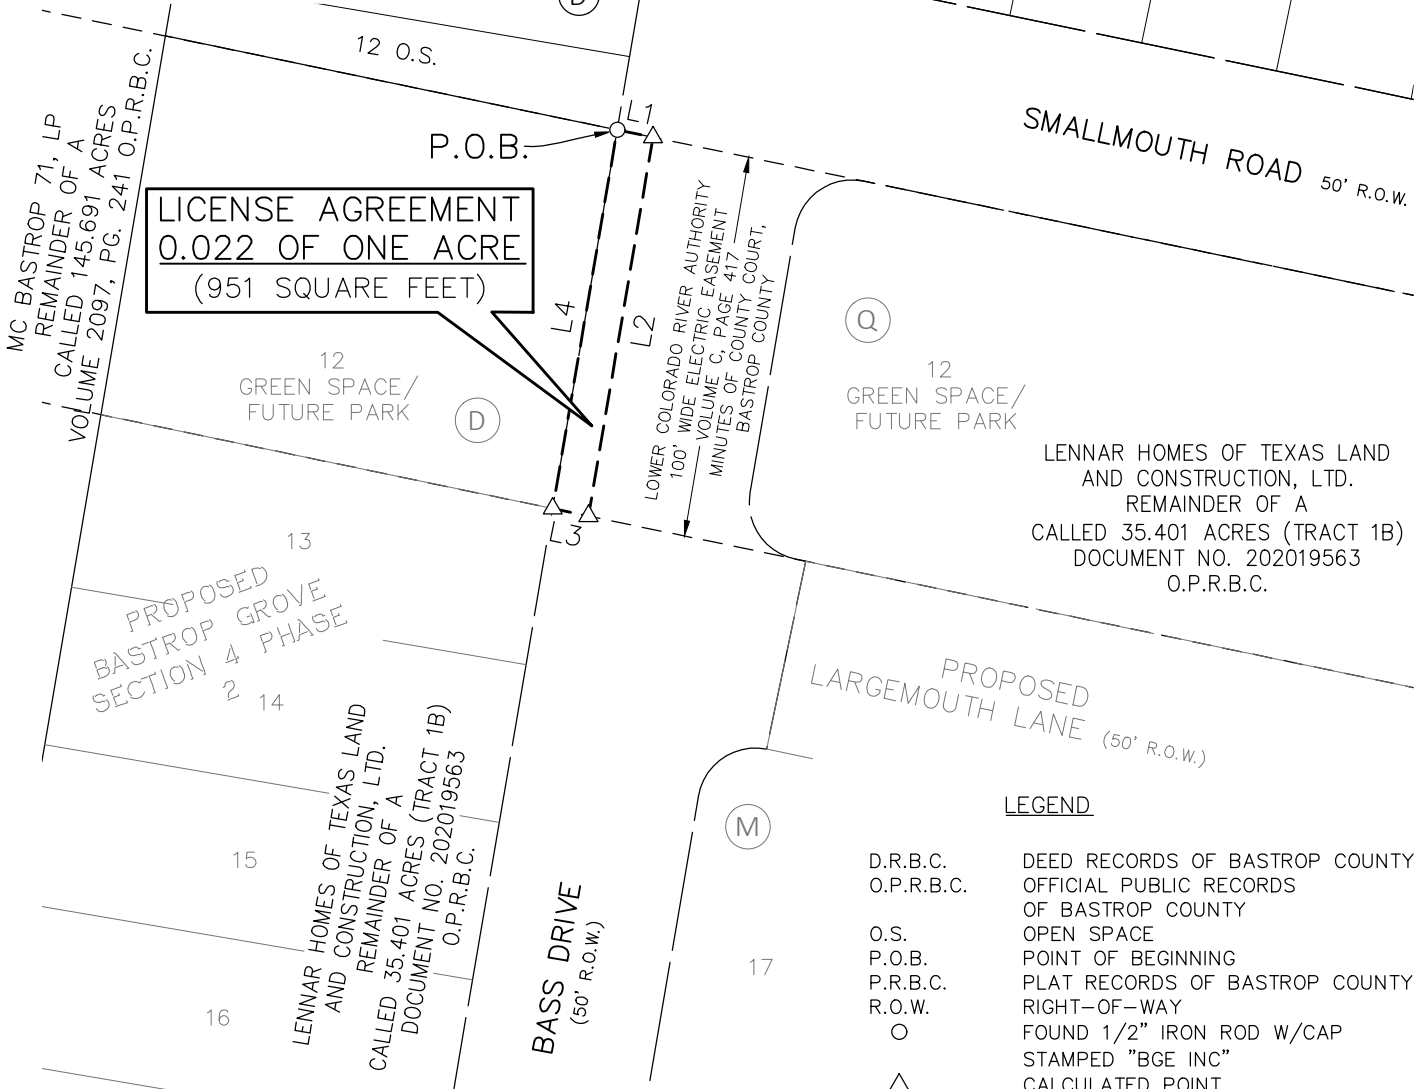 D
12 O.S.
MC BASTROP 71, LP
REMAINDER OF A
CALLED 145.691 ACRES
VOLUME 2097, PG. 241 O.P.R.B.C.
L1
P.O.B.
SMALLMOUTH ROAD 50' R.O.W.
LICENSE AGREEMENT
0.022 OF ONE ACRE
(951 SQUARE FEET)
L4
L2
LOWER COLORADO RIVER AUTHORITY
100' WIDE ELECTRIC EASEMENT
VOLUME C, PAGE 417
MINUTES OF COUNTY COURT,
BASTROP COUNTY
Q
12
GREEN SPACE/
FUTURE PARK
D
12
GREEN SPACE/
FUTURE PARK
LENNAR HOMES OF TEXAS LAND
AND CONSTRUCTION, LTD.
REMAINDER OF A
CALLED 35.401 ACRES (TRACT 1B)
DOCUMENT NO. 202019563
O.P.R.B.C.
L3
13
PROPOSED
BASTROP GROVE
SECTION 4 PHASE
2
14
PROPOSED
LARGEMOUTH LANE (50' R.O.W.)
LENNAR HOMES OF TEXAS LAND
AND CONSTRUCTION, LTD.
REMAINDER OF A
CALLED 35.401 ACRES (TRACT 1B)
DOCUMENT NO. 202019563
O.P.R.B.C.
15
16
BASS DRIVE
(50' R.O.W.)
M
17
LEGEND
D.R.B.C. DEED RECORDS OF BASTROP COUNTY
O.P.R.B.C. OFFICIAL PUBLIC RECORDS
OF BASTROP COUNTY
O.S. OPEN SPACE
P.O.B. POINT OF BEGINNING
P.R.B.C. PLAT RECORDS OF BASTROP COUNTY
R.O.W. RIGHT-OF-WAY
FOUND 1/2" IRON ROD W/CAP
STAMPED "BGE INC"
CALCULATED POINT